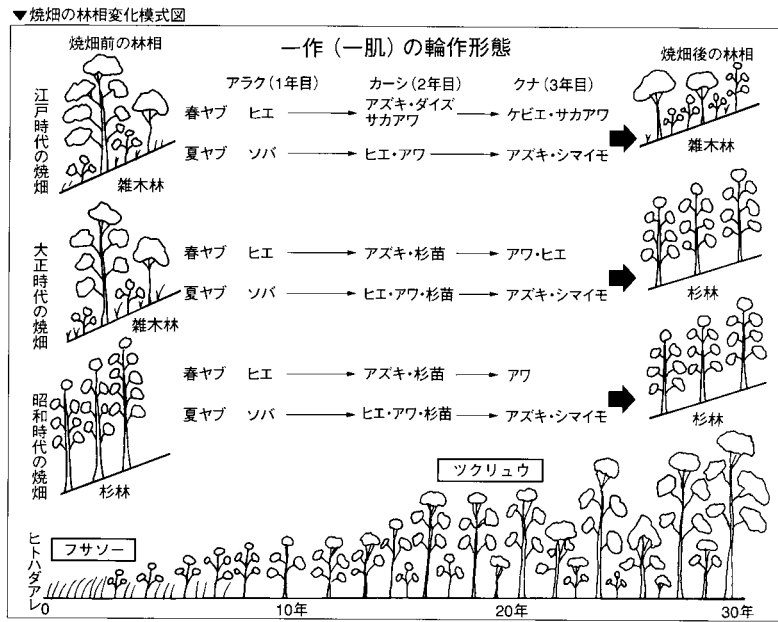 ▼焼畑の林相変化模式図
焼畑前の林相
一作（一肌）の輪作形態
焼畑後の林相
アラク（1年目）
カーシ（2年目）
クナ（3年目）
江戸時代の焼畑
春ヤブ ヒエ アズキ・ダイズ
サカアワ ケビエ・サカアワ
夏ヤブ ソバ ヒエ・アワ アズキ・シマイモ
雑木林
雑木林
大正時代の焼畑
春ヤブ ヒエ アズキ・杉苗 アワ・ヒエ
夏ヤブ ソバ ヒエ・アワ・杉苗 アズキ・シマイモ
雑木林
杉林
昭和時代の焼畑
春ヤブ ヒエ アズキ・杉苗 アワ
夏ヤブ ソバ ヒエ・アワ・杉苗 アズキ・シマイモ
杉林
杉林
ツクリュウ
フサソー
ヒトハダアレ
0 10年 20年 30年